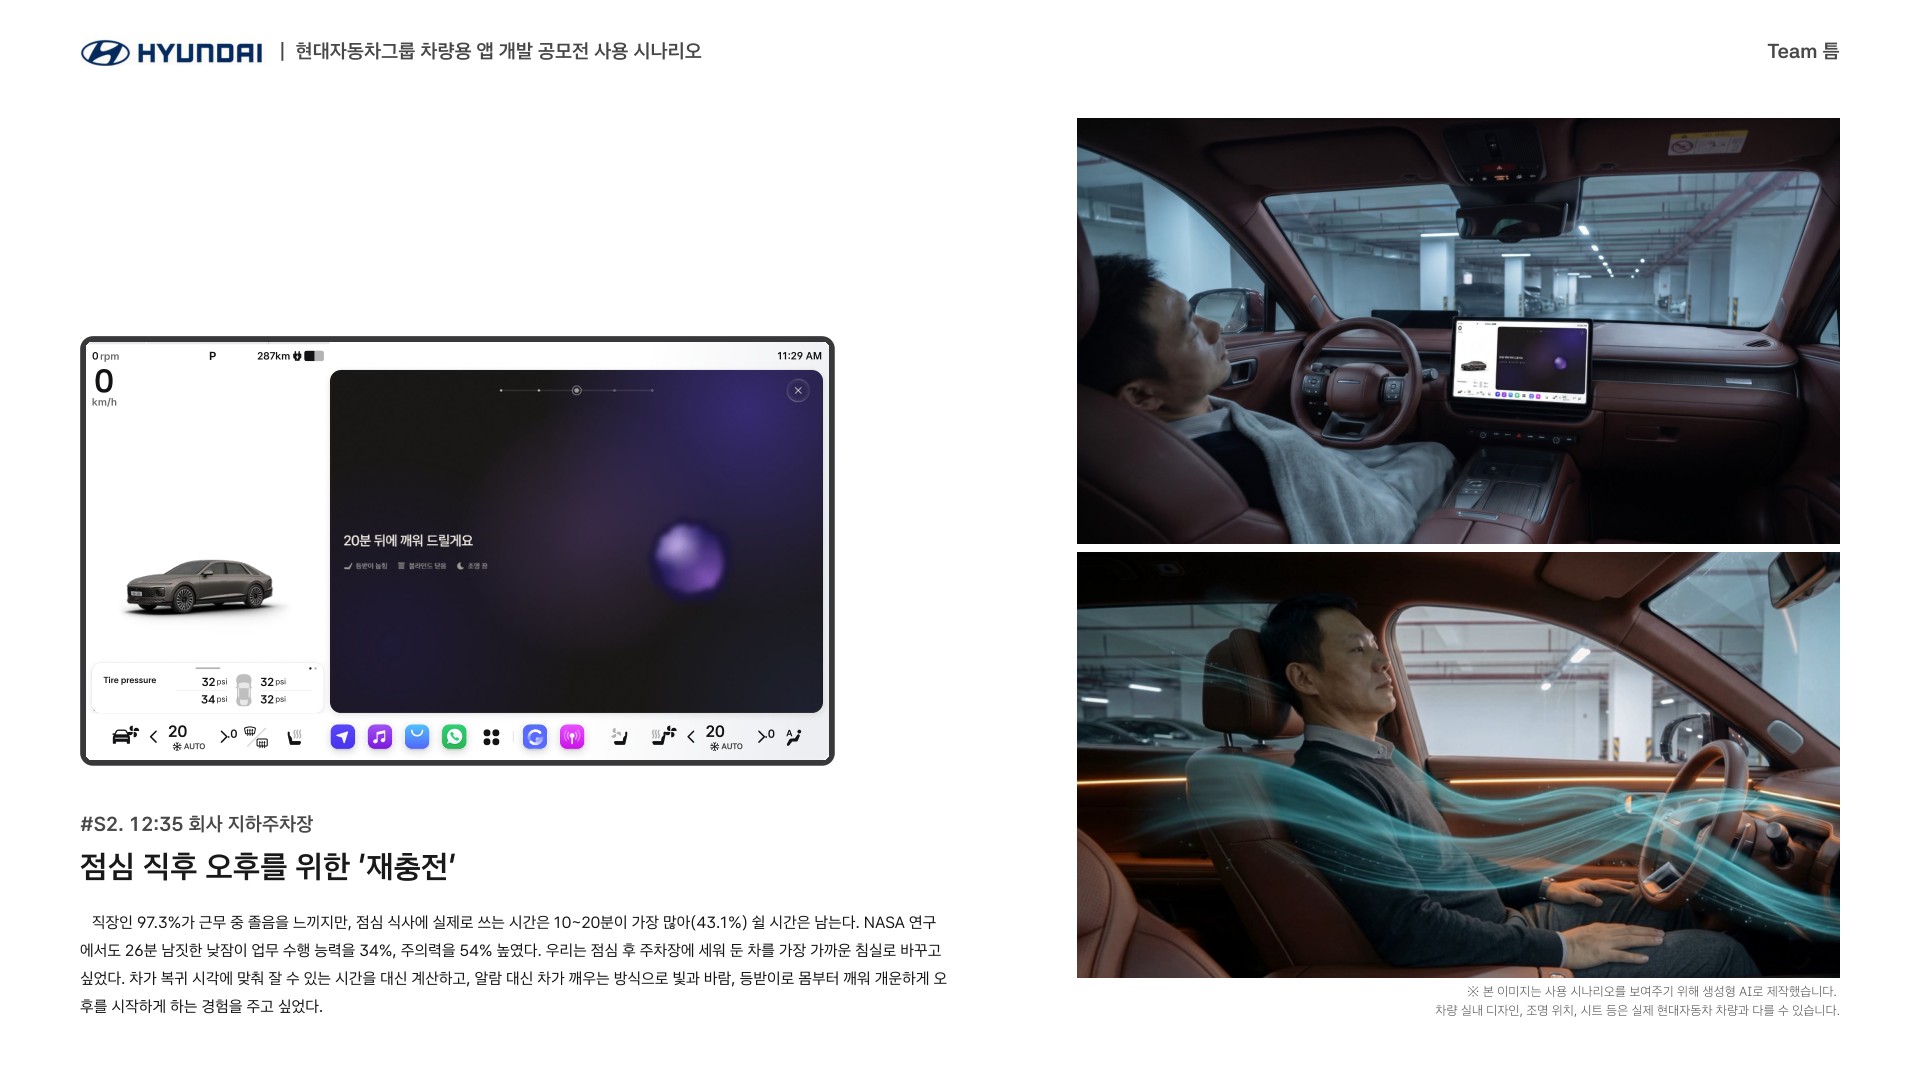 HYUNDAI | 현대자동차그룹 차량용 앱 개발 공모전 사용 시나리오
Team 틈
0 rpm
P
287km
11:29 AM
0
km/h
20분 뒤에 깨워 드릴게요
등받이 눕힘 블라인드 닫음 조명 끔
Tire pressure
32 psi 32 psi
34 psi 32 psi
20 AUTO
0
20 AUTO
0
A
#S2. 12:35 회사 지하주차장
점심 직후 오후를 위한 '재충전'
직장인 97.3%가 근무 중 졸음을 느끼지만, 점심 식사에 실제로 쓰는 시간은 10~20분이 가장 많아(43.1%) 쉴 시간은 남는다. NASA 연구
에서도 26분 남짓한 낮잠이 업무 수행 능력을 34%, 주의력을 54% 높였다. 우리는 점심 후 주차장에 세워 둔 차를 가장 가까운 침실로 바꾸고
싶었다. 차가 복귀 시각에 맞춰 잘 수 있는 시간을 대신 계산하고, 알람 대신 차가 깨우는 방식으로 빛과 바람, 등받이로 몸부터 깨워 개운하게 오
후를 시작하게 하는 경험을 주고 싶었다.
※ 본 이미지는 사용 시나리오를 보여주기 위해 생성형 AI로 제작했습니다.
차량 실내 디자인, 조명 위치, 시트 등은 실제 현대자동차 차량과 다를 수 있습니다.